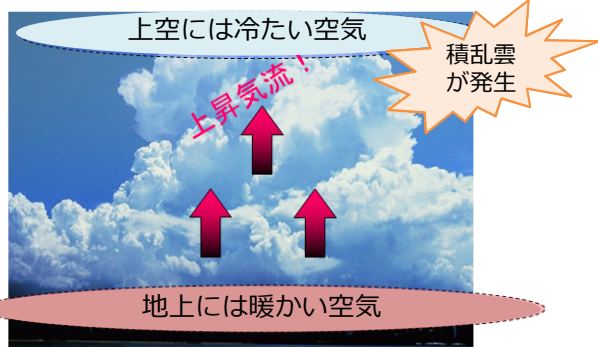 上空には冷たい空気
積乱雲
が発生
上昇気流！
地上には暖かい空気